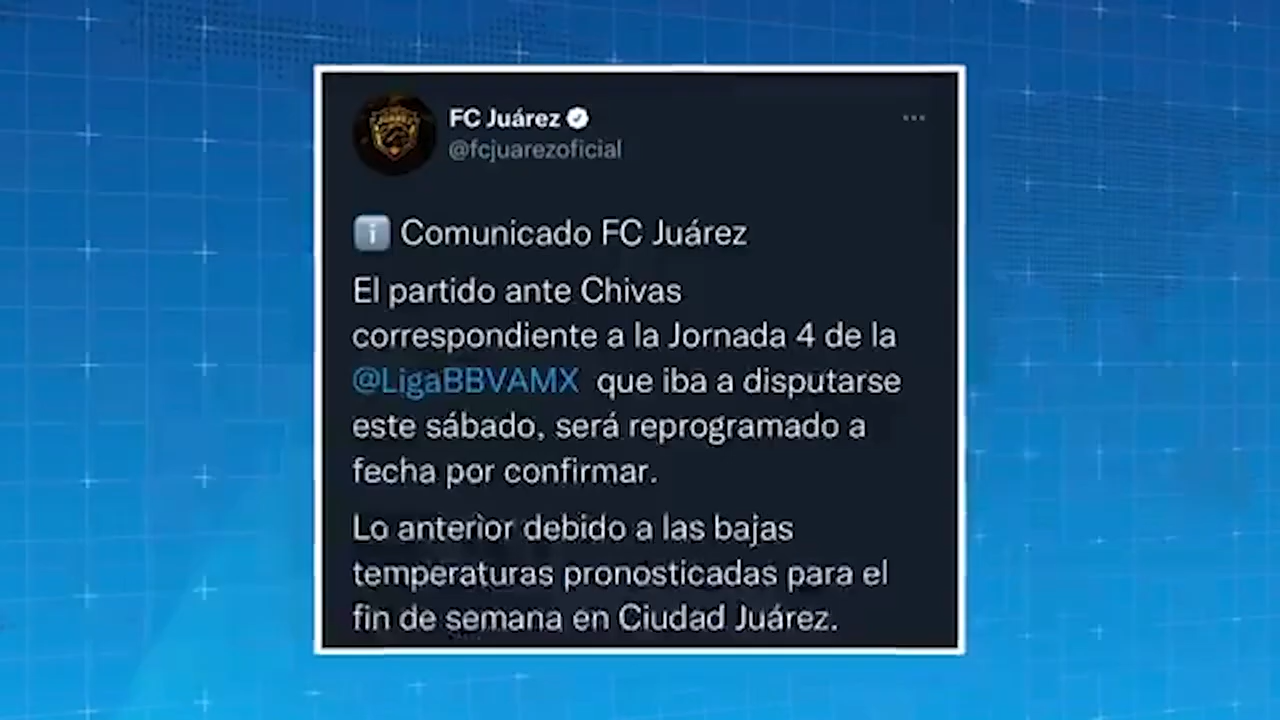 FC Juárez
@fcjuarezoficial
ℹ️ Comunicado FC Juárez
El partido ante Chivas
correspondiente a la Jornada 4 de la
@LigaBBVAMX que iba a disputarse
este sábado, será reprogramado a
fecha por confirmar.
Lo anterior debido a las bajas
temperaturas pronosticadas para el
fin de semana en Ciudad Juárez.